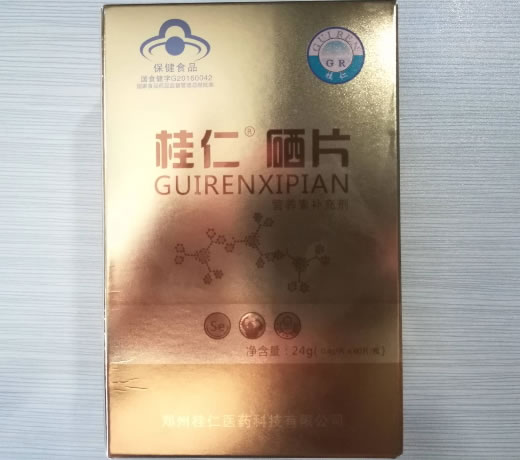 保健食品
国食健字G20160042
GUIREN
GR
桂仁
桂仁® 硒片
GUIRENXIPIAN
营养素补充剂
Se
净含量：24g(
郑州桂仁医药科技有限公司